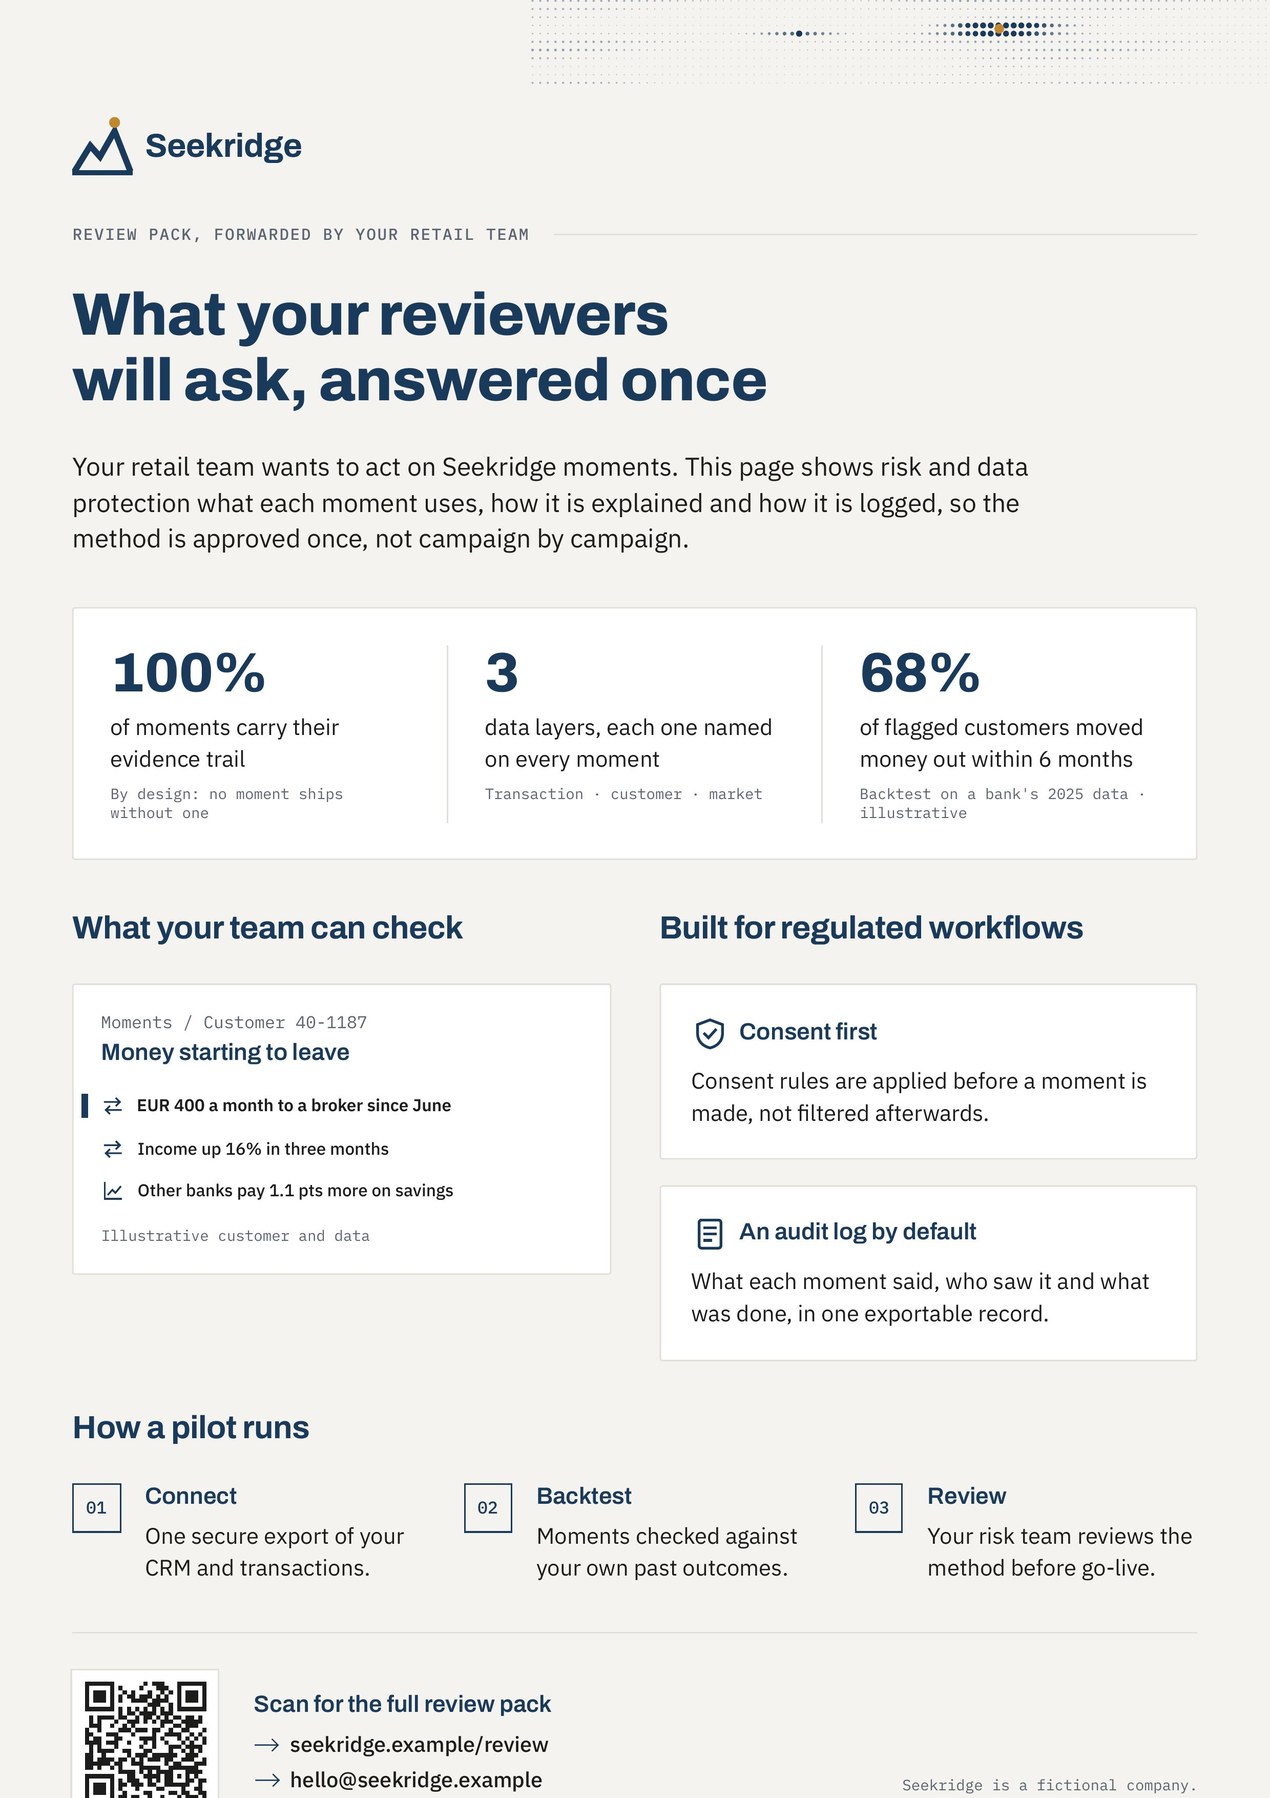 Seekridge
REVIEW PACK, FORWARDED BY YOUR RETAIL TEAM
What your reviewers
will ask, answered once
Your retail team wants to act on Seekridge moments. This page shows risk and data
protection what each moment uses, how it is explained and how it is logged, so the
method is approved once, not campaign by campaign.
100%
of moments carry their
evidence trail
By design: no moment ships
without one
3
data layers, each one named
on every moment
Transaction · customer · market
68%
of flagged customers moved
money out within 6 months
Backtest on a bank's 2025 data ·
illustrative
What your team can check
Moments / Customer 40-1187
Money starting to leave
EUR 400 a month to a broker since June
Income up 16% in three months
Other banks pay 1.1 pts more on savings
Illustrative customer and data
Built for regulated workflows
Consent first
Consent rules are applied before a moment is
made, not filtered afterwards.
An audit log by default
What each moment said, who saw it and what
was done, in one exportable record.
How a pilot runs
01
Connect
One secure export of your
CRM and transactions.
02
Backtest
Moments checked against
your own past outcomes.
03
Review
Your risk team reviews the
method before go-live.
Scan for the full review pack
seekridge.example/review
hello@seekridge.example
Seekridge is a fictional company.